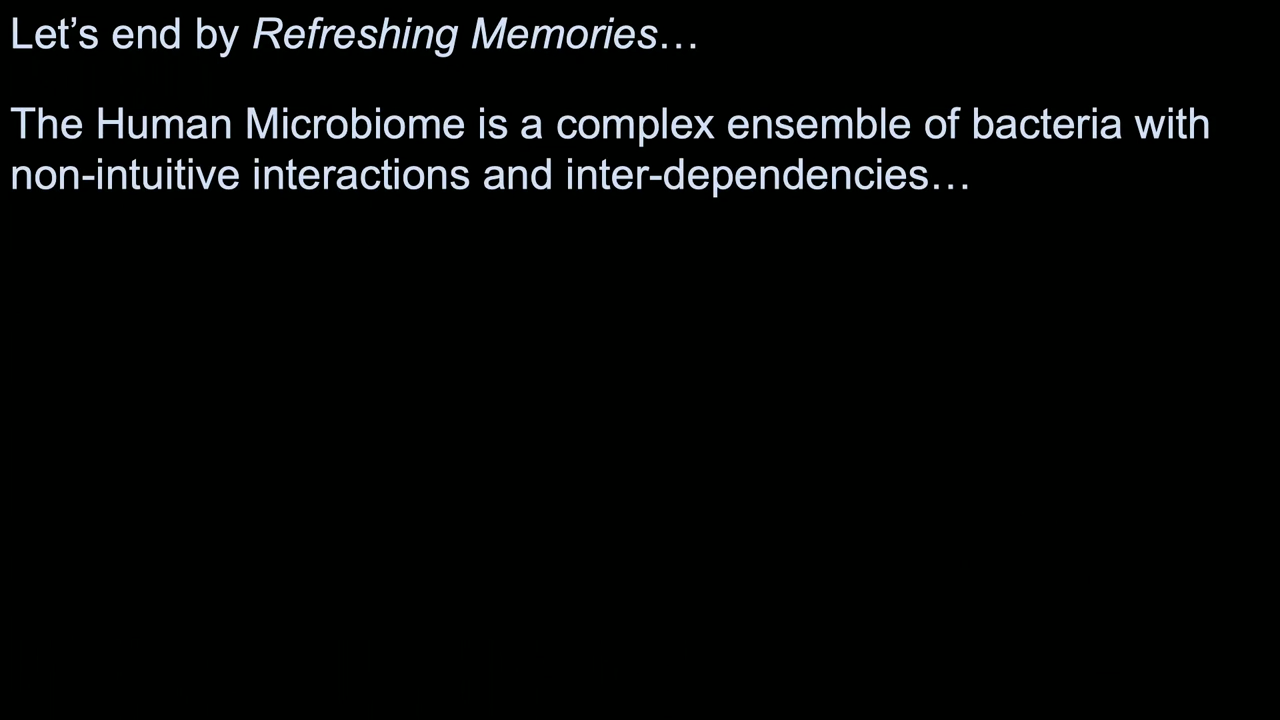 Let’s end by Refreshing Memories…
The Human Microbiome is a complex ensemble of bacteria with
non-intuitive interactions and inter-dependencies…